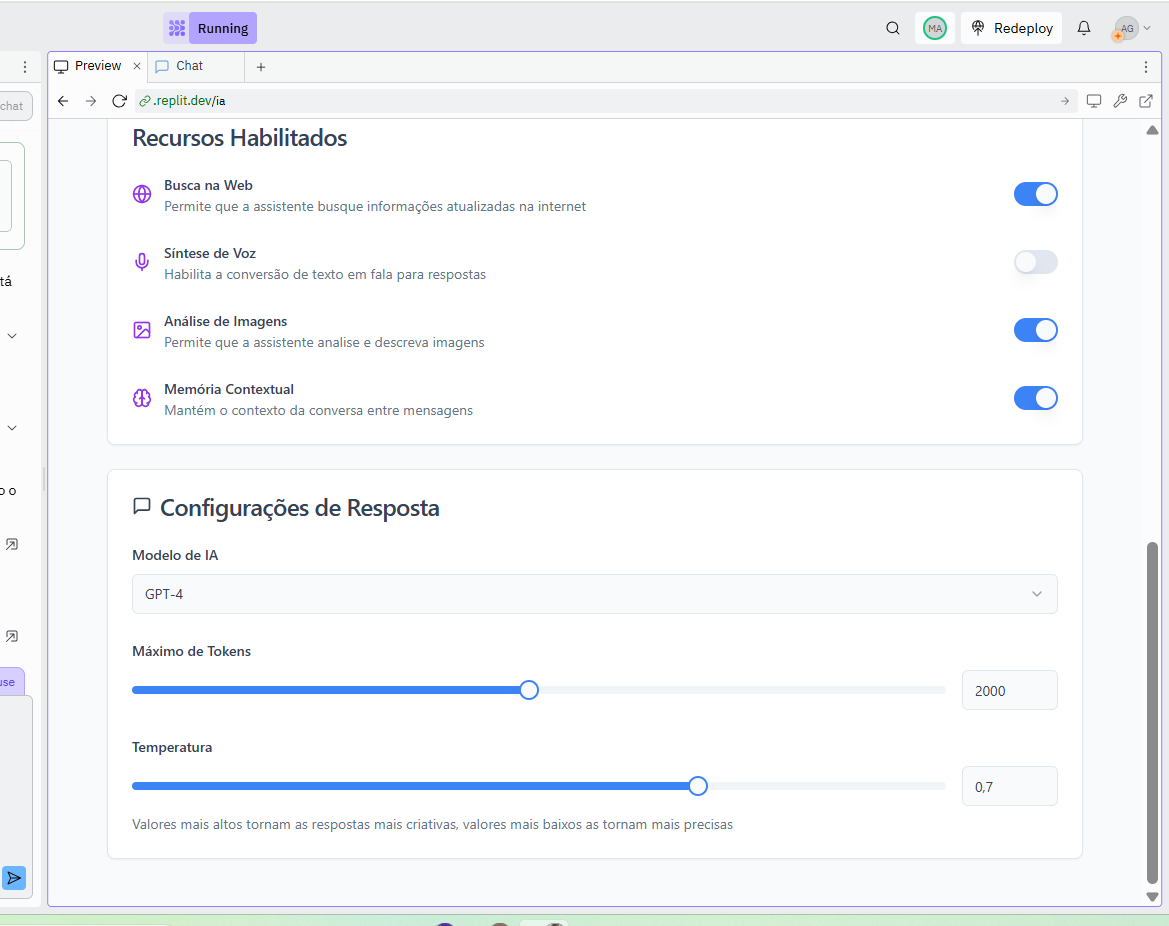 Running
MA
Redeploy
AG
Preview
Chat
chat
.replit.dev/ia
Recursos Habilitados
Busca na Web
Permite que a assistente busque informações atualizadas na internet
Síntese de Voz
Habilita a conversão de texto em fala para respostas
tá
Análise de Imagens
Permite que a assistente analise e descreva imagens
Memória Contextual
Mantém o contexto da conversa entre mensagens
o o
Configurações de Resposta
Modelo de IA
GPT-4
Máximo de Tokens
2000
use
Temperatura
0,7
Valores mais altos tornam as respostas mais criativas, valores mais baixos as tornam mais precisas